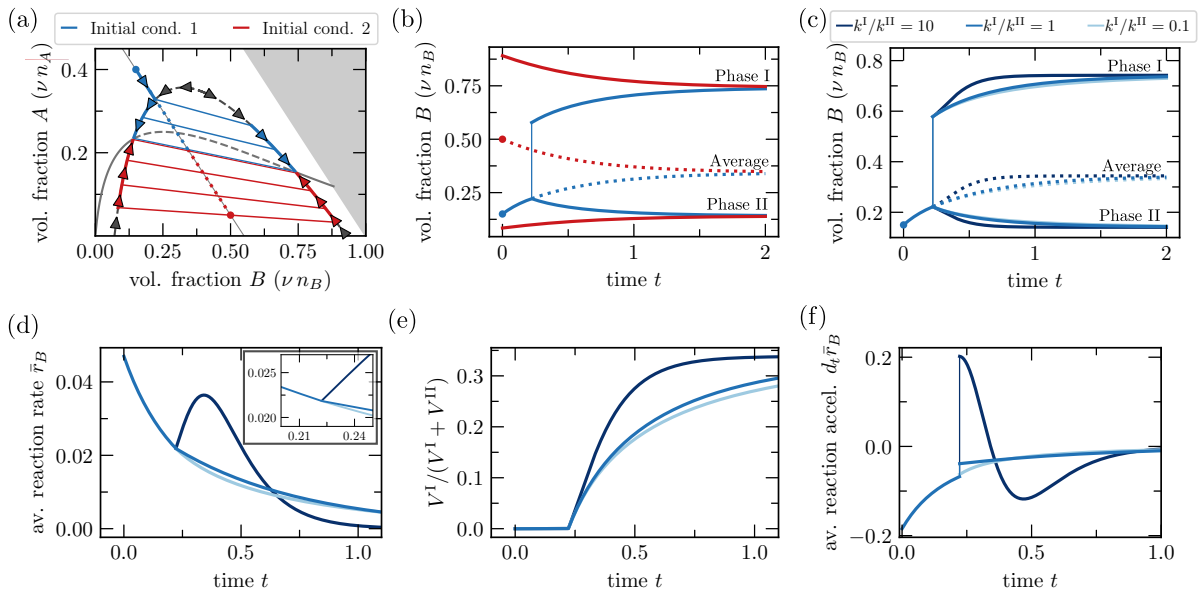 (a)
Initial cond. 1
Initial cond. 2
vol. fraction A (ν n_A)
0.4
0.2
0.00
0.25
0.50
0.75
1.00
vol. fraction B (ν n_B)
(b)
vol. fraction B (ν n_B)
0.75
0.50
0.25
Phase I
Average
Phase II
0
1
2
time t
(c)
k^I/k^II = 10
k^I/k^II = 1
k^I/k^II = 0.1
vol. fraction B (ν n_B)
0.8
0.6
0.4
0.2
Phase I
Average
Phase II
0
1
2
time t
(d)
av. reaction rate r̄_B
0.04
0.02
0.00
0.025
0.020
0.21
0.24
0.0
0.5
1.0
time t
(e)
V^I/(V^I + V^II)
0.3
0.2
0.1
0.0
0.0
0.5
1.0
time t
(f)
av. reaction accel. d_t r̄_B
0.2
0.0
−0.2
0.0
0.5
1.0
time t